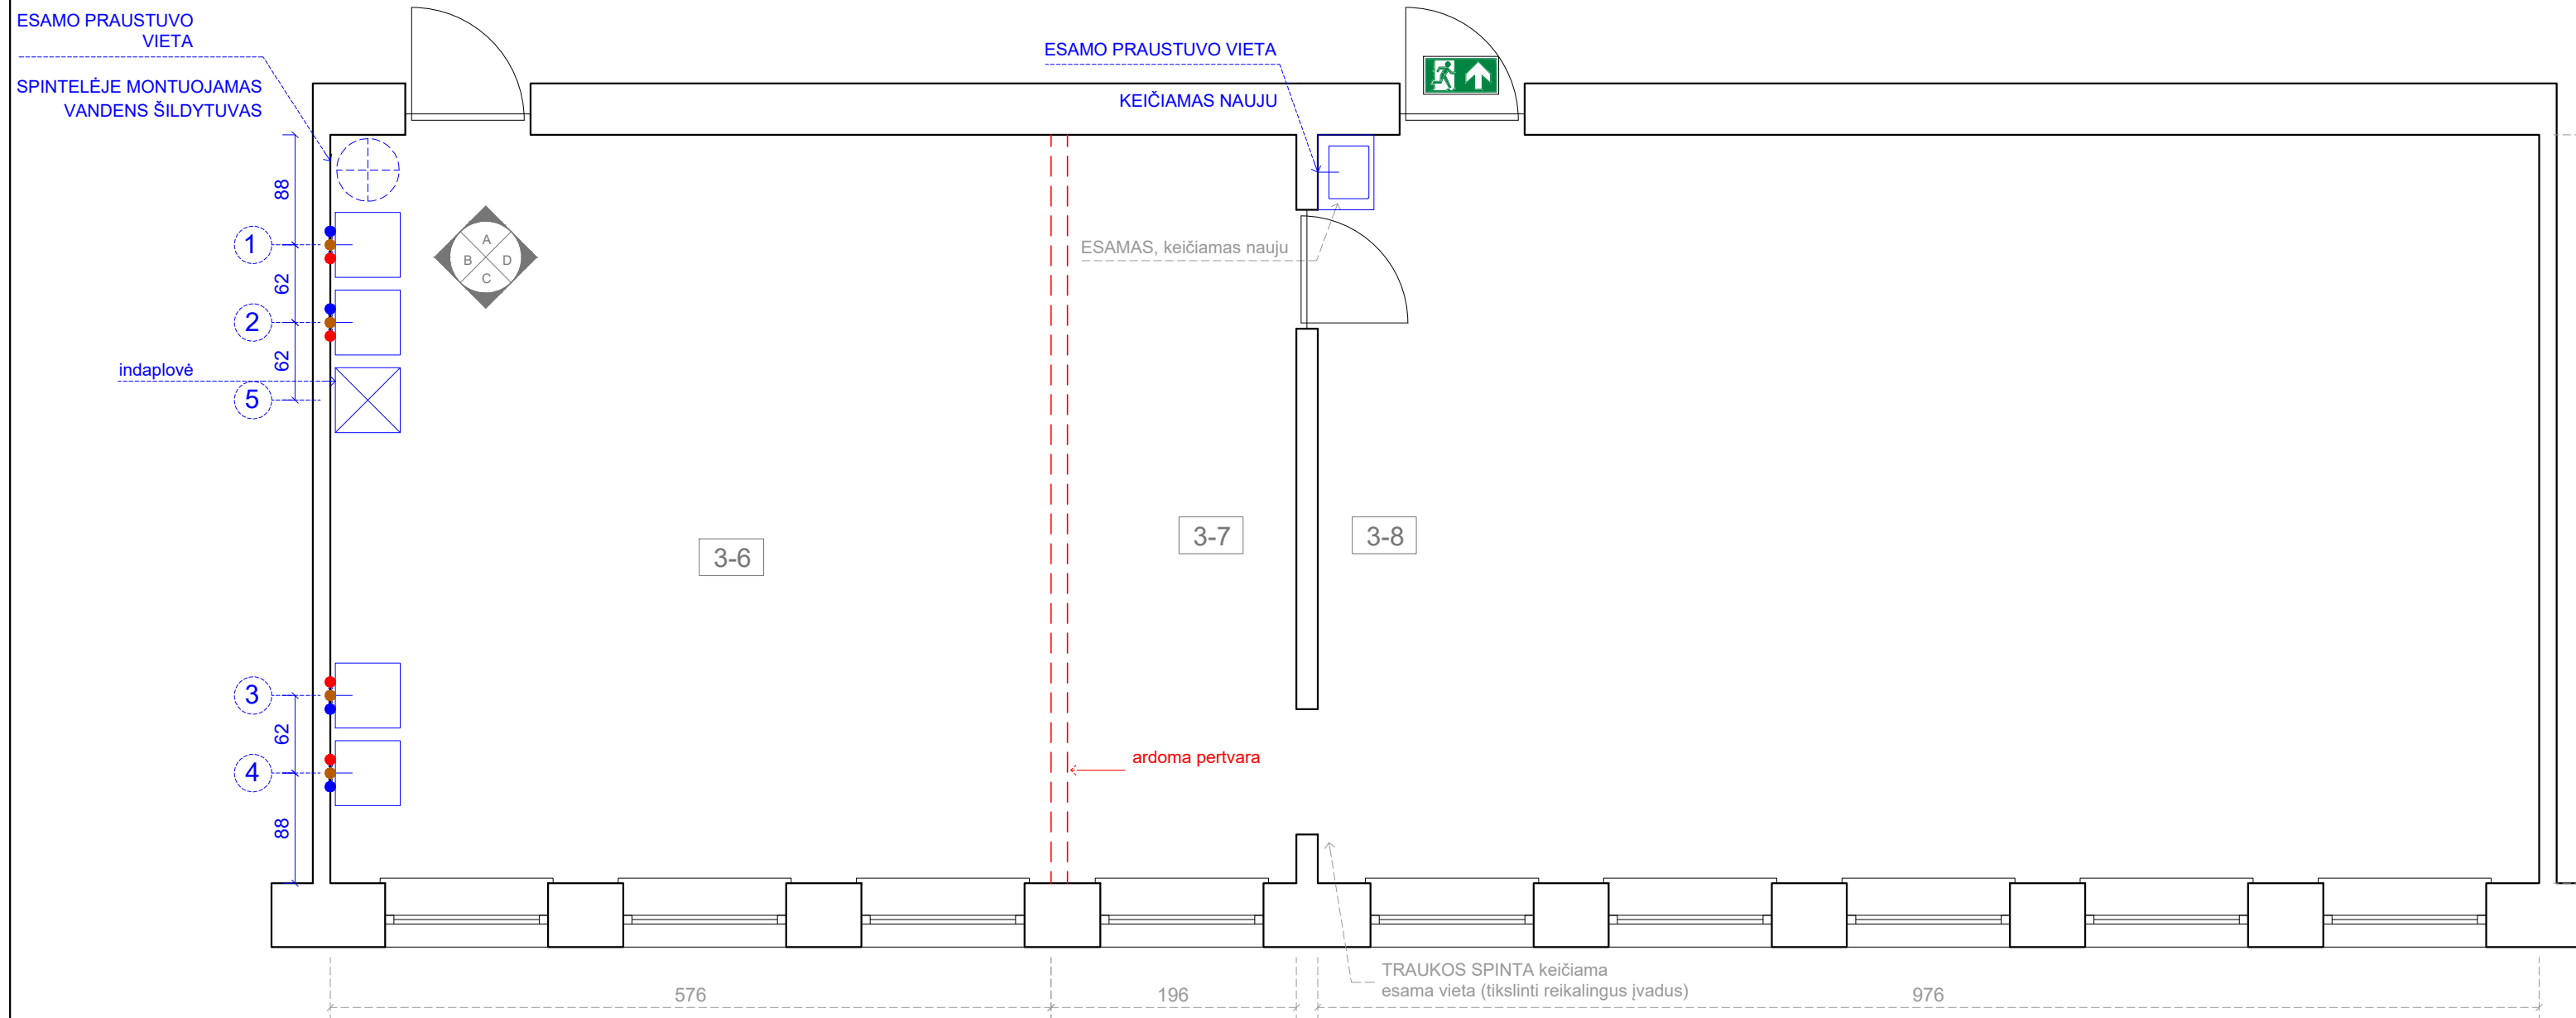 ESAMO PRAUSTUVO
VIETA
SPINTELĖJE MONTUOJAMAS
VANDENS ŠILDYTUVAS
ESAMO PRAUSTUVO VIETA
KEIČIAMAS NAUJU
88
1
A
B
D
C
ESAMAS, keičiamas nauju
62
2
62
indaplovė
5
3-6
3-7
3-8
3
62
ardoma pertvara
4
88
TRAUKOS SPINTA keičiama
esama vieta (tikslinti reikalingus įvadus)
576
196
976